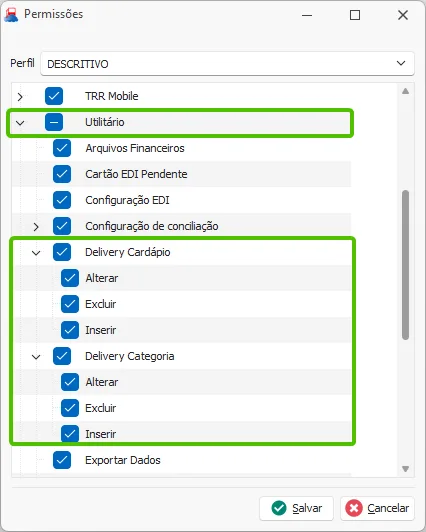 Permissões
Perfil DESCRITIVO
TRR Mobile
Utilitário
Arquivos Financeiros
Cartão EDI Pendente
Configuração EDI
Configuração de conciliação
Delivery Cardápio
Alterar
Excluir
Inserir
Delivery Categoria
Alterar
Excluir
Inserir
Exportar Dados
Salvar Cancelar